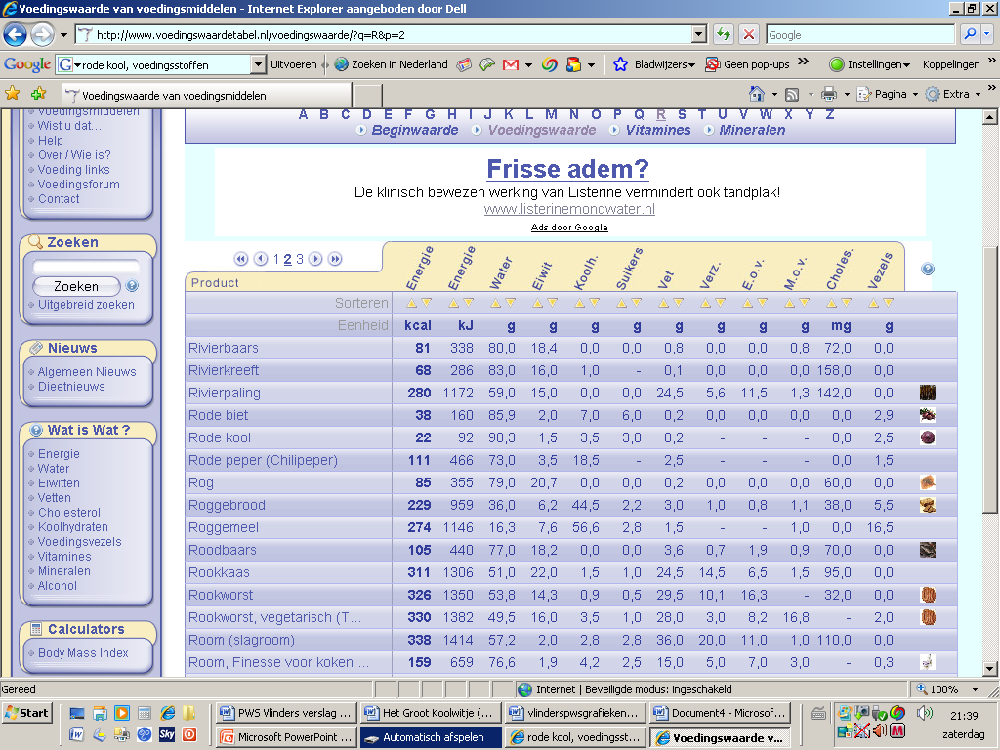 Voedingswaarde van voedingsmiddelen - Internet Explorer aangeboden door Dell
http://www.voedingswaardetabel.nl/voedingswaarde/?q=R&p=2
Google
Google rode kool, voedingsstoffen Uitvoeren Zoeken in Nederland Bladwijzers Geen pop-ups Instellingen Koppelingen
Voedingswaarde van voedingsmiddelen Pagina Extra
voedingsmiddelen
Wist u dat...
Help
Over / Wie is?
Voeding links
Voedingsforum
Contact
Zoeken
Zoeken
Uitgebreid zoeken
Nieuws
Algemeen Nieuws
Dieetnieuws
Wat is Wat ?
Energie
Water
Eiwitten
Vetten
Cholesterol
Koolhydraten
Voedingsvezels
Vitamines
Mineralen
Alcohol
Calculators
Body Mass Index
A B C D E F G H I J K L M N O P Q R S T U V W X Y Z
Beginwaarde Voedingswaarde Vitamines Mineralen
Frisse adem?
De klinisch bewezen werking van Listerine vermindert ook tandplak!
www.listerinemondwater.nl
Ads door Google
1 2 3
Product Energie Energie Water Eiwit Koolh. Suikers Vet Verz. E.o.v. M.o.v. Choles. Vezels
Sorteren
Eenheid kcal kJ g g g g g g g g mg g
Rivierbaars 81 338 80,0 18,4 0,0 0,0 0,8 0,0 0,0 0,8 72,0 0,0
Rivierkreeft 68 286 83,0 16,0 1,0 - 0,1 0,0 0,0 0,0 158,0 0,0
Rivierpaling 280 1172 59,0 15,0 0,0 0,0 24,5 5,6 11,5 1,3 142,0 0,0
Rode biet 38 160 85,9 2,0 7,0 6,0 0,2 0,0 0,0 0,0 0,0 2,9
Rode kool 22 92 90,3 1,5 3,5 3,0 0,2 - - - 0,0 2,5
Rode peper (Chilipeper) 111 466 73,0 3,5 18,5 - 2,5 - - - 0,0 1,5
Rog 85 355 79,0 20,7 0,0 0,0 0,2 0,0 0,0 0,0 60,0 0,0
Roggebrood 229 959 36,0 6,2 44,5 2,2 3,0 1,0 0,8 1,1 38,0 5,5
Roggemeel 274 1146 16,3 7,6 56,6 2,8 1,5 - - 1,0 0,0 16,5
Roodbaars 105 440 77,0 18,2 0,0 0,0 3,6 0,7 1,9 0,9 70,0 0,0
Rookkaas 311 1306 51,0 22,0 1,5 1,0 24,5 14,5 6,5 1,5 95,0 0,0
Rookworst 326 1350 53,8 14,3 0,9 0,5 29,5 10,1 16,3 - 32,0 0,0
Rookworst, vegetarisch (T... 330 1382 49,5 16,0 3,5 1,0 28,0 3,0 8,2 16,8 - 2,0
Room (slagroom) 338 1414 57,2 2,0 2,8 2,8 36,0 20,0 11,0 1,0 110,0 0,0
Room, Finesse voor koken ... 159 659 76,6 1,9 4,2 2,5 15,0 5,0 7,0 3,0 - 0,3
Gereed Internet | Beveiligde modus: ingeschakeld 100%
Start PWS Vlinders verslag ... Het Groot Koolwitje (... vlinderspwsgrafieken... Document4 - Microsof... 21:39
Sky Microsoft PowerPoint ... Automatisch afspelen rode kool, voedingsst... Voedingswaarde v... zaterdag